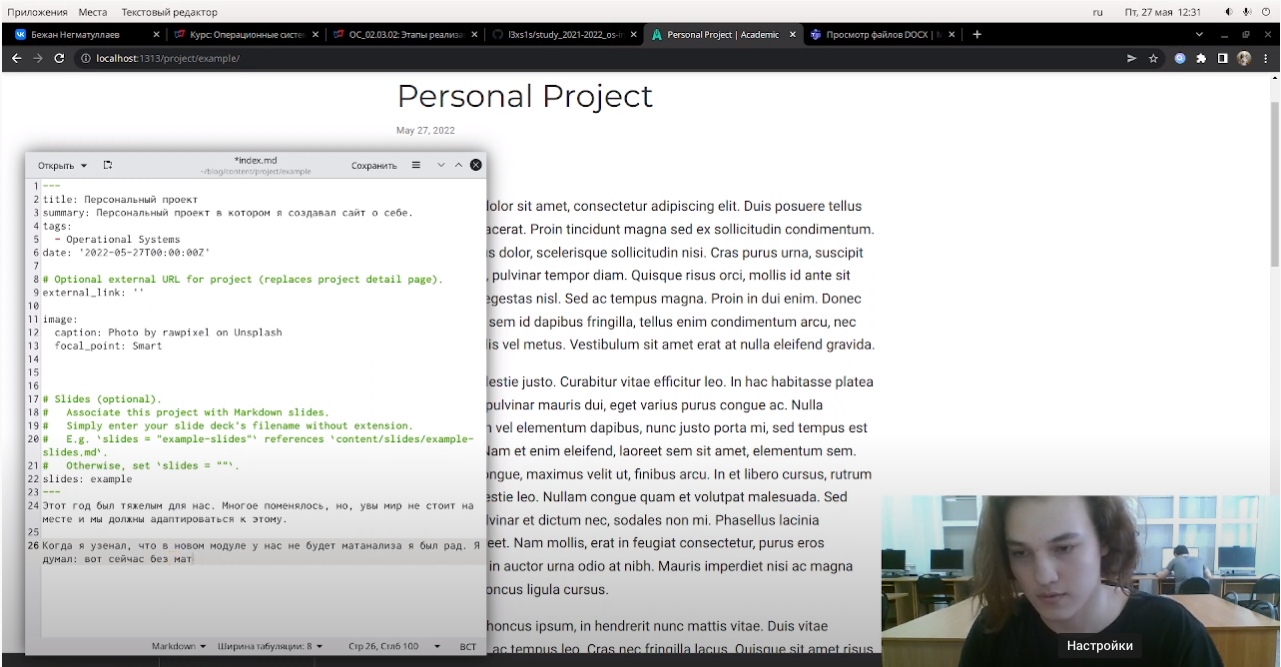 Приложения Места Текстовый редактор
ru Пт, 27 мая 12:31
Бежан Негматуллаев
Курс: Операционные систем
ОС_02.03.02: Этапы реализа
l3xs1s/study_2021-2022_os-in
Personal Project | Academic
Просмотр файлов DOCX |
localhost:1313/project/example/
Personal Project
May 27, 2022
Открыть
*index.md
~/blog/content/project/example
Сохранить
1 ---
2 title: Персональный проект
3 summary: Персональный проект в котором я создавал сайт о себе.
4 tags:
5 - Operational Systems
6 date: '2022-05-27T00:00:00Z'
7
8 # Optional external URL for project (replaces project detail page).
9 external_link: ''
10
11 image:
12 caption: Photo by rawpixel on Unsplash
13 focal_point: Smart
14
15
16
17 # Slides (optional).
18 # Associate this project with Markdown slides.
19 # Simply enter your slide deck's filename without extension.
20 # E.g. `slides = "example-slides"` references `content/slides/example-
slides.md`.
21 # Otherwise, set `slides = ""`.
22 slides: example
23 ---
24 Этот год был тяжелым для нас. Многое поменялось, но, увы мир не стоит на
месте и мы должны адаптироваться к этому.
25
26 Когда я узенал, что в новом модуле у нас не будет матанализа я был рад. Я
думал: вот сейчас без мат
Markdown Ширина табуляции: 8 Стр 26, Стлб 100 ВСТ
dolor sit amet, consectetur adipiscing elit. Duis posuere tellus
acerat. Proin tincidunt magna sed ex sollicitudin condimentum.
s dolor, scelerisque sollicitudin nisi. Cras purus urna, suscipit
, pulvinar tempor diam. Quisque risus orci, mollis id ante sit
egestas nisl. Sed ac tempus magna. Proin in dui enim. Donec
sem id dapibus fringilla, tellus enim condimentum arcu, nec
is vel metus. Vestibulum sit amet erat at nulla eleifend gravida.
estie justo. Curabitur vitae efficitur leo. In hac habitasse platea
pulvinar mauris dui, eget varius purus congue ac. Nulla
n vel elementum dapibus, nunc justo porta mi, sed tempus est
Nam et enim eleifend, laoreet sem sit amet, elementum sem.
ongue, maximus velit ut, finibus arcu. In et libero cursus, rutrum
estie leo. Nullam congue quam et volutpat malesuada. Sed
lvinar et dictum nec, sodales non mi. Phasellus lacinia
eet. Nam mollis, erat in feugiat consectetur, purus eros
in auctor urna odio at nibh. Mauris imperdiet nisi ac magna
oncus ligula cursus.
rhoncus ipsum, in hendrerit nunc mattis vitae. Duis vitae
ac tempus leo. Cras nec fringilla lacus. Quisque sit amet risus
Настройки